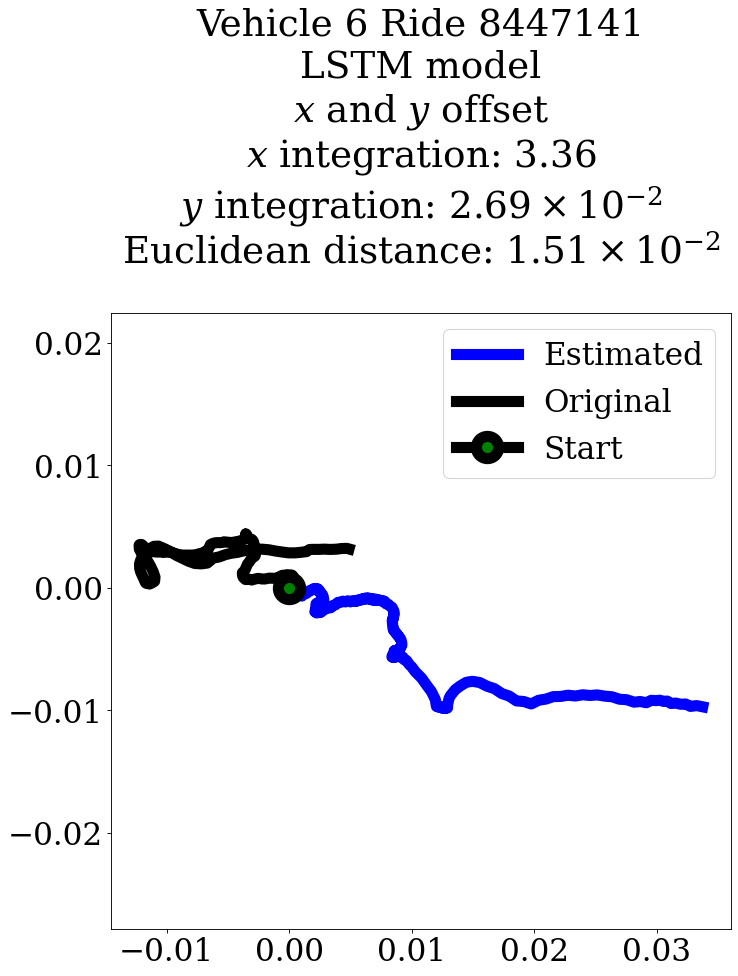 Vehicle 6 Ride 8447141
LSTM model
x and y offset
x integration: 3.36
y integration: 2.69 × 10⁻²
Euclidean distance: 1.51 × 10⁻²
Estimated
Original
Start
0.02
0.01
0.00
−0.01
−0.02
−0.01 0.00 0.01 0.02 0.03